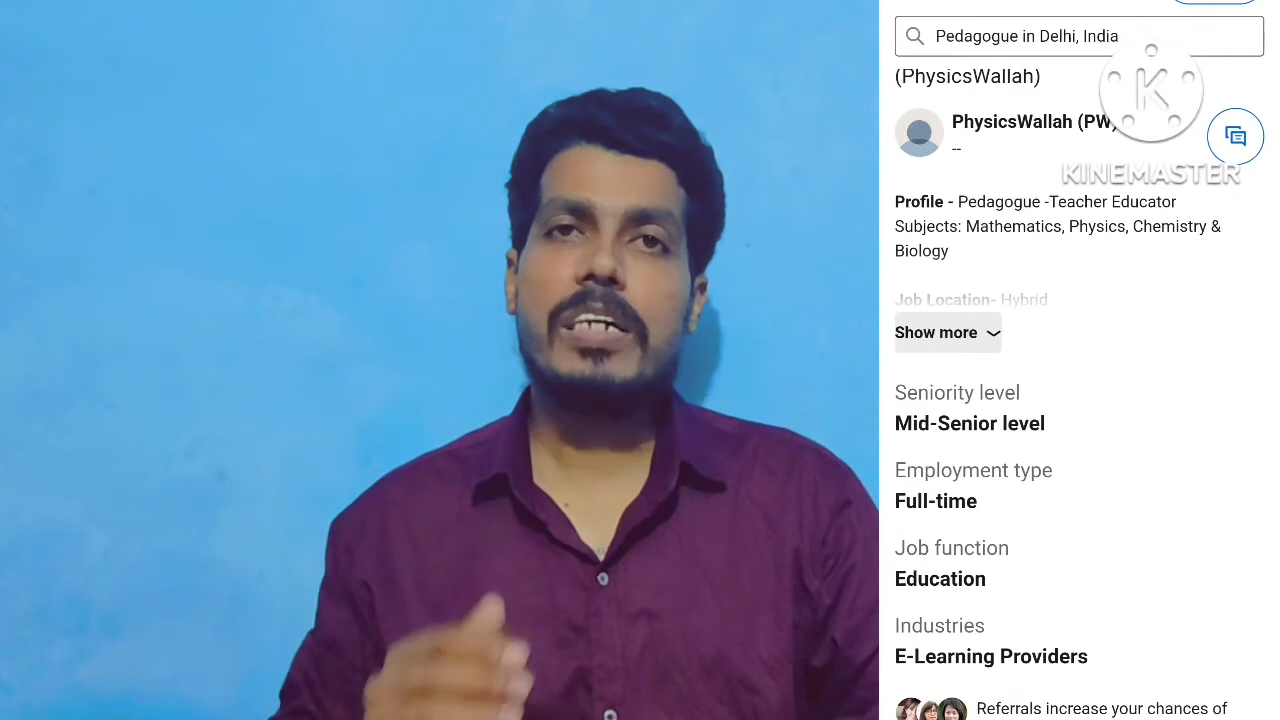 Pedagogue in Delhi, India
(PhysicsWallah)
PhysicsWallah (PW)
--
K
KINEMASTER
Profile - Pedagogue -Teacher Educator
Subjects: Mathematics, Physics, Chemistry &
Biology
Job Location- Hybrid
Show more
Seniority level
Mid-Senior level
Employment type
Full-time
Job function
Education
Industries
E-Learning Providers
Referrals increase your chances of